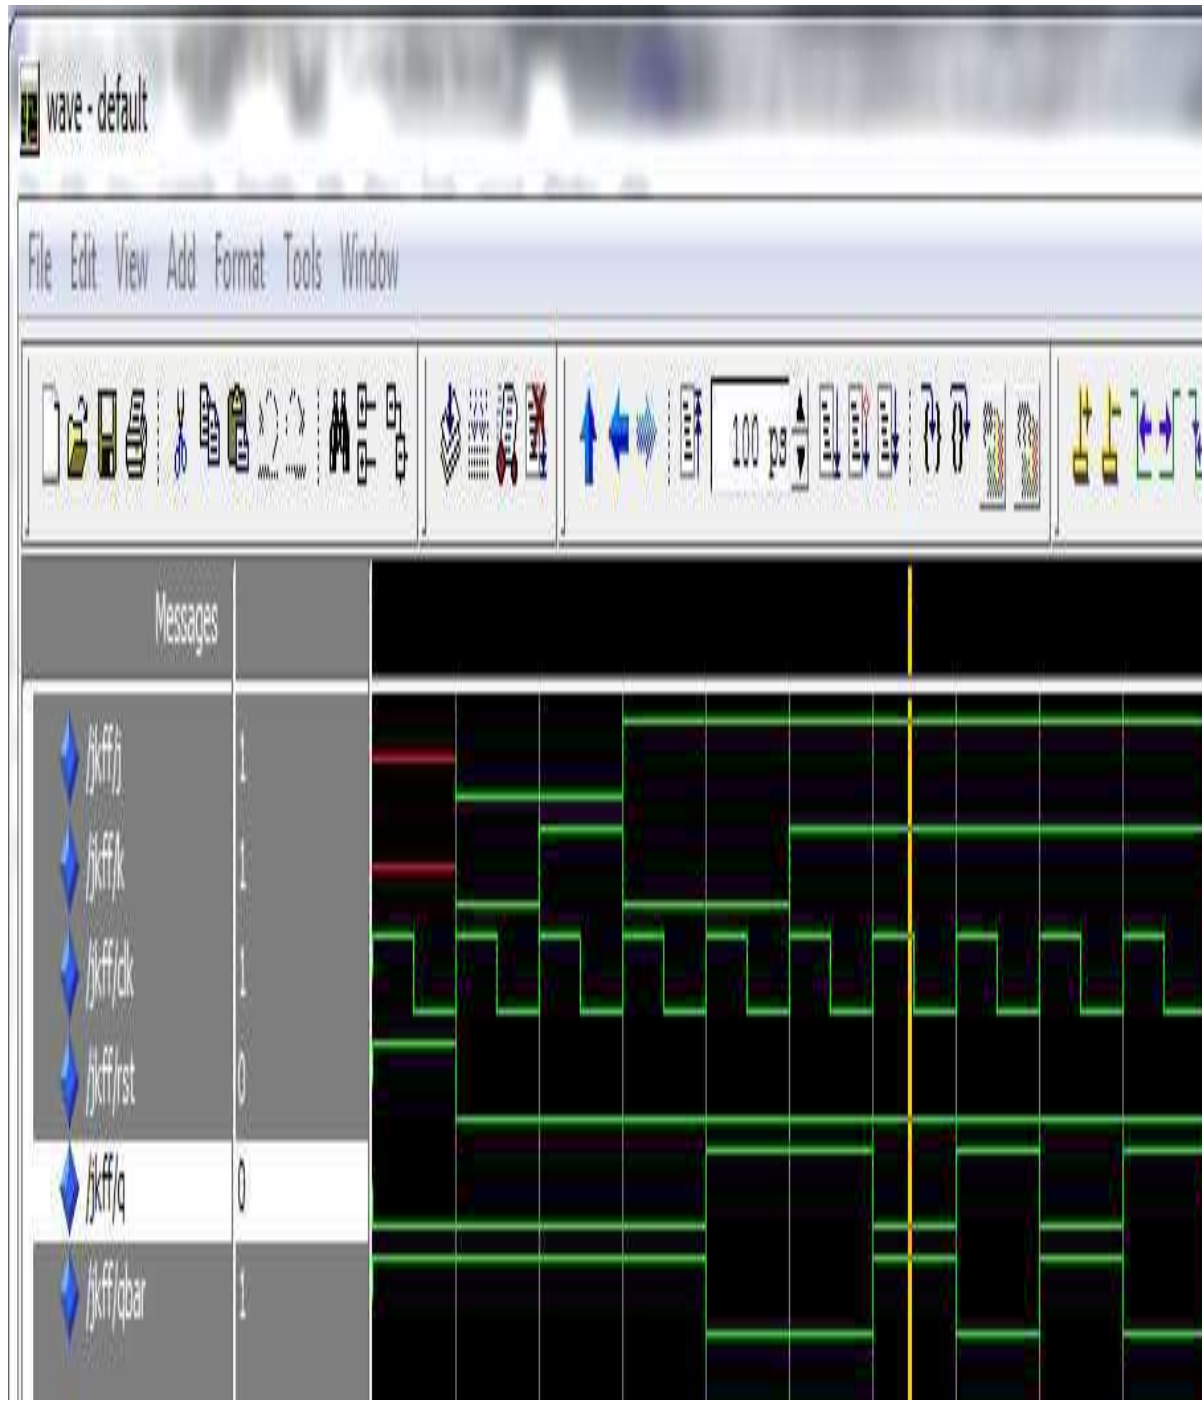 wave - default
File Edit View Add Format Tools Window
100 ps
Messages
/jkff/j 1
/jkff/k 1
/jkff/clk 1
/jkff/rst 0
/jkff/q 0
/jkff/qbar 1